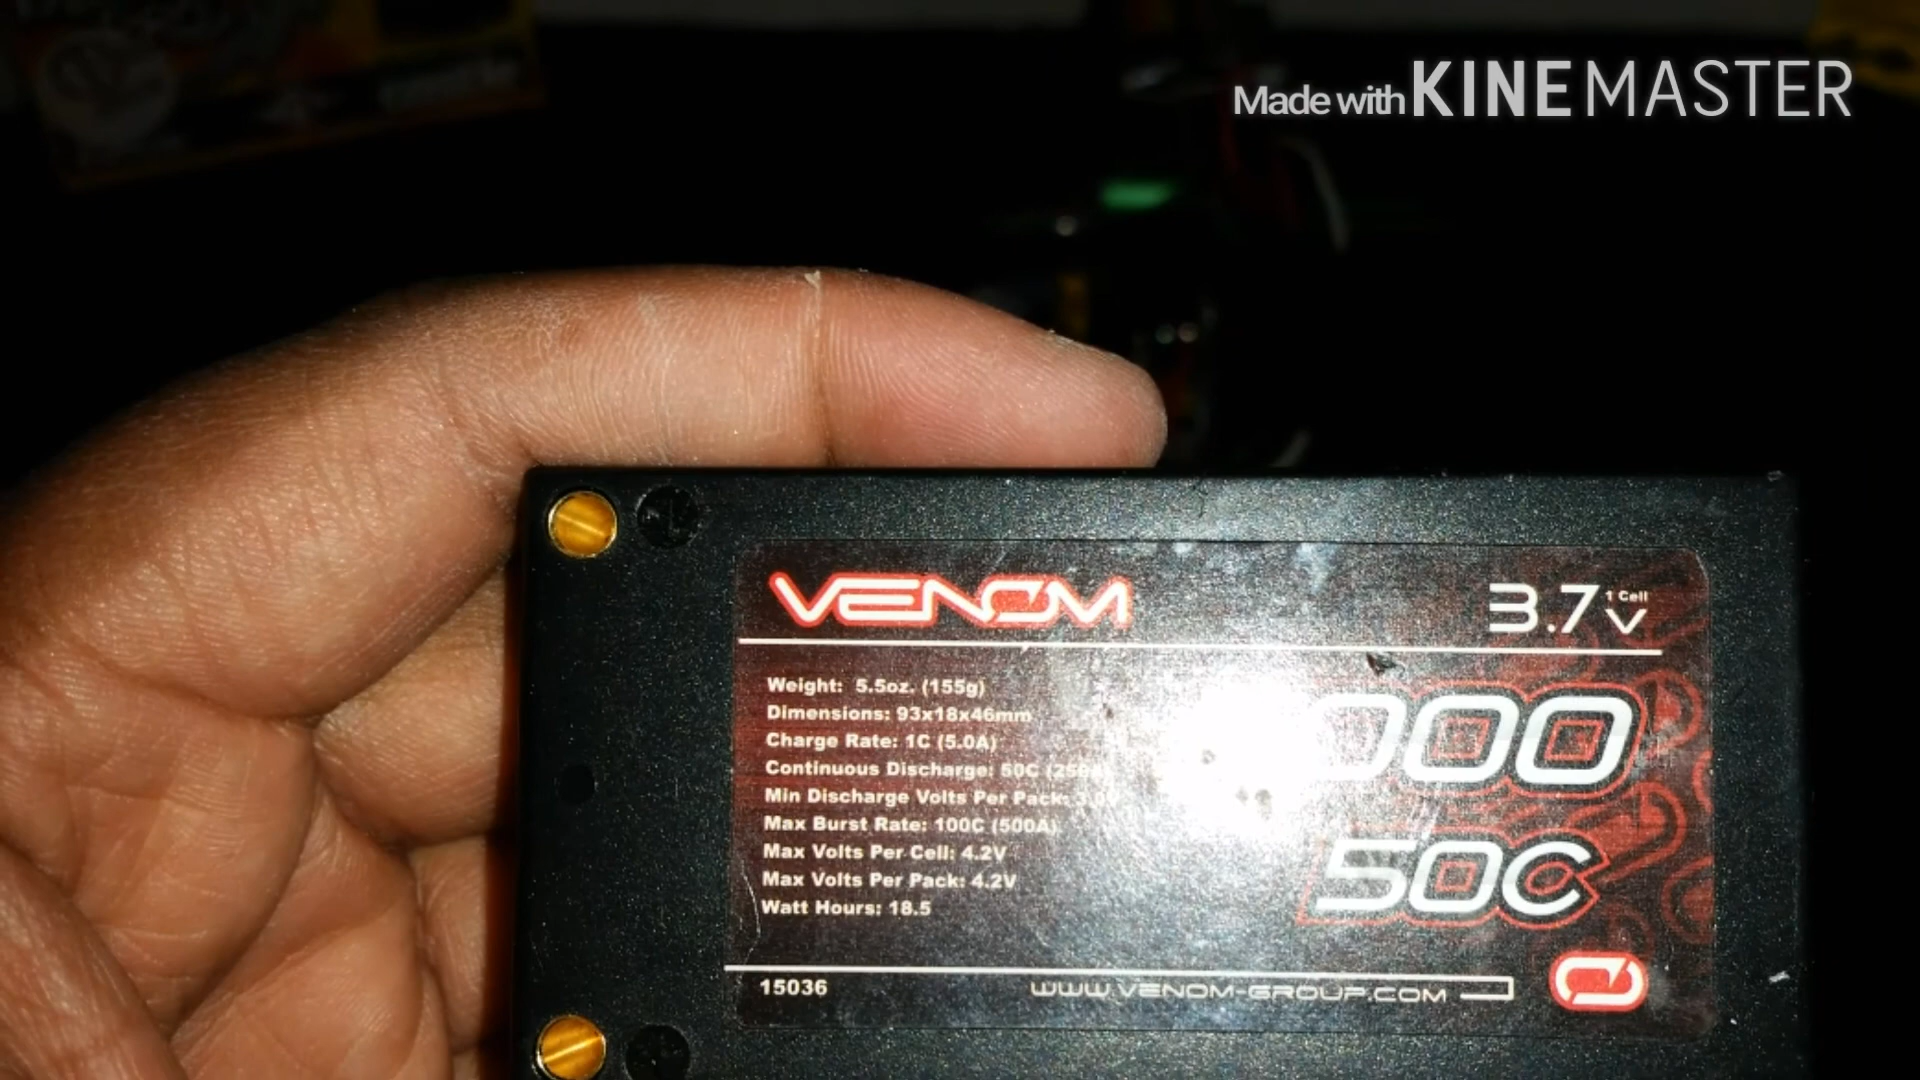 Made with KINEMASTER
VENOM
3.7V
1 Cell
Weight: 5.5oz. (155g)
Dimensions: 93x18x46mm
Charge Rate: 1C (5.0A)
Continuous Discharge: 50C
Min Discharge Volts Per Pack:
Max Burst Rate: 100C (500A)
Max Volts Per Cell: 4.2V
Max Volts Per Pack: 4.2V
Watt Hours: 18.5
000
50C
15036
WWW.VENOM-GROUP.COM